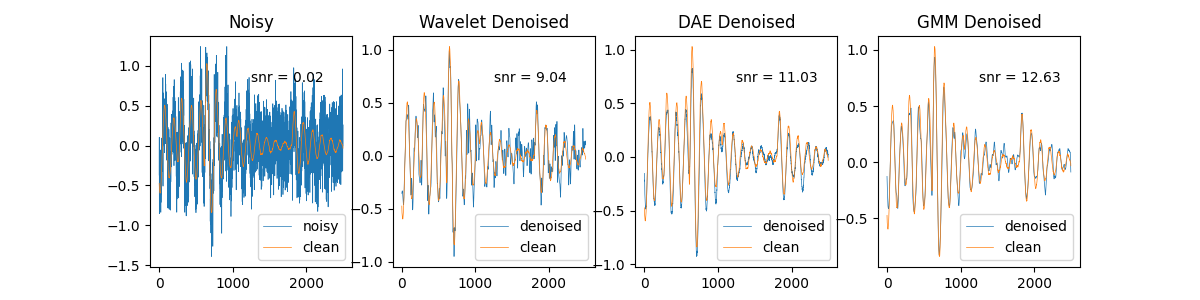 Noisy
snr = 0.02
1.0
0.5
0.0
−0.5
−1.0
−1.5
0
1000
2000
noisy
clean
Wavelet Denoised
snr = 9.04
1.0
0.5
0.0
−0.5
−1.0
0
1000
2000
denoised
clean
DAE Denoised
snr = 11.03
1.0
0.5
0.0
−0.5
−1.0
0
1000
2000
denoised
clean
GMM Denoised
snr = 12.63
1.0
0.5
0.0
−0.5
0
1000
2000
denoised
clean